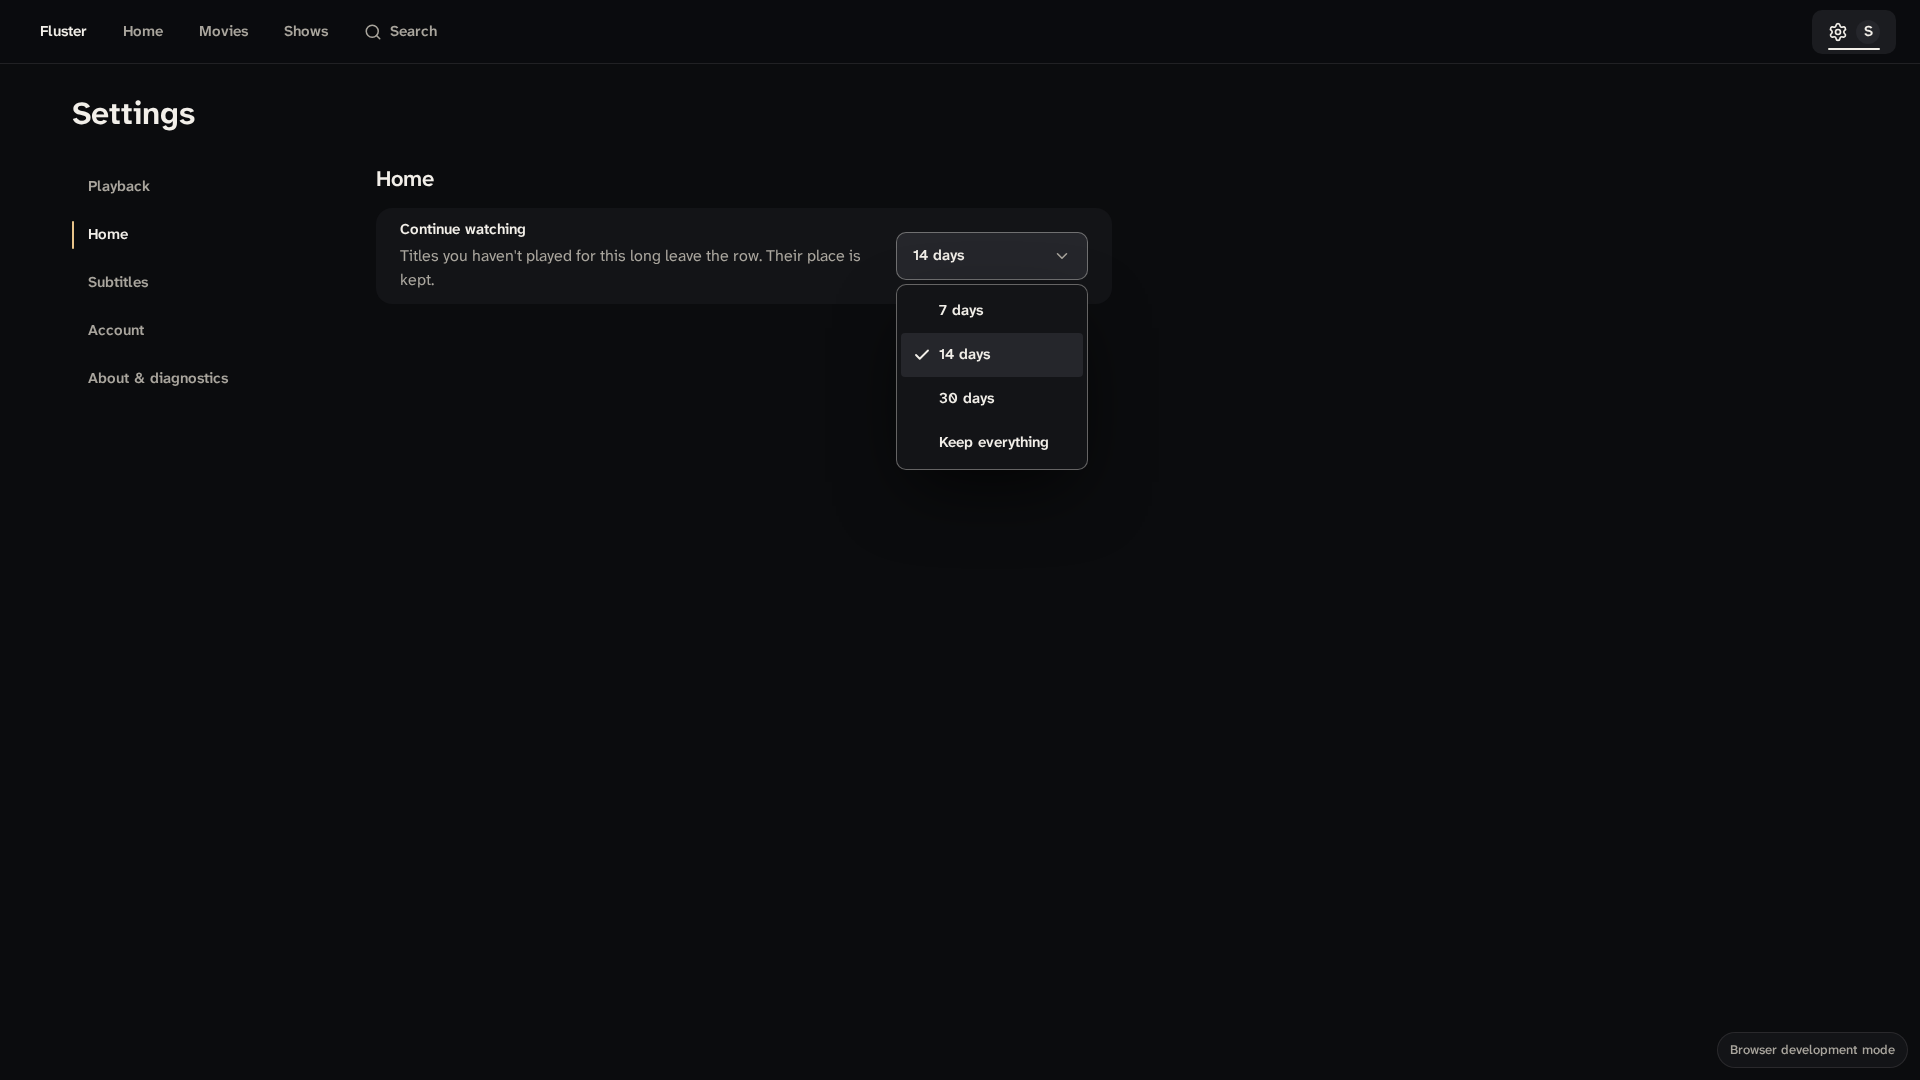 Fluster
Home
Movies
Shows
Search
S
Settings
Playback
Home
Subtitles
Account
About & diagnostics
Home
Continue watching
Titles you haven't played for this long leave the row. Their place is
kept.
14 days
7 days
14 days
30 days
Keep everything
Browser development mode